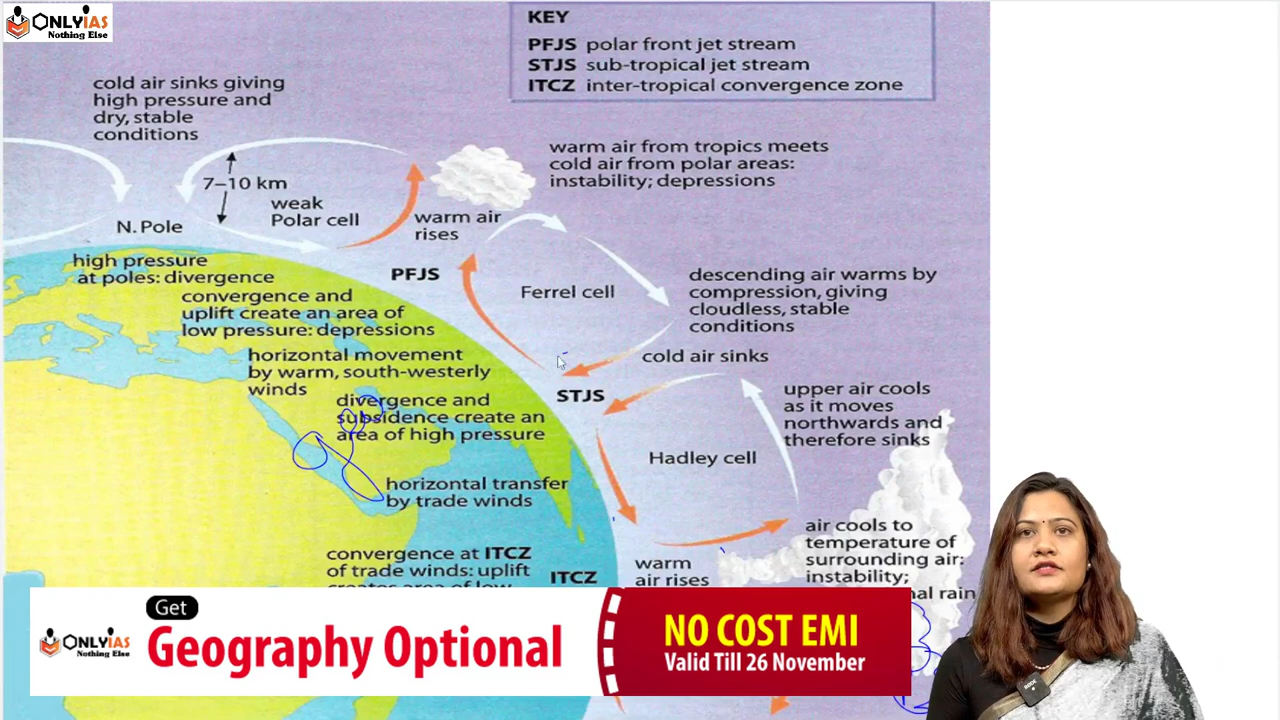 ONLYIAS
Nothing Else
KEY
PFJS polar front jet stream
STJS sub-tropical jet stream
ITCZ inter-tropical convergence zone
cold air sinks giving
high pressure and
dry, stable
conditions
warm air from tropics meets
cold air from polar areas:
instability; depressions
7–10 km
weak
Polar cell
warm air
rises
N. Pole
high pressure
at poles: divergence
PFJS
Ferrel cell
descending air warms by
compression, giving
cloudless, stable
conditions
convergence and
uplift create an area of
low pressure: depressions
horizontal movement
by warm, south-westerly
winds
cold air sinks
STJS
divergence and
subsidence create an
area of high pressure
upper air cools
as it moves
northwards and
therefore sinks
Hadley cell
horizontal transfer
by trade winds
air cools to
temperature of
surrounding air:
instability;
nal rain
convergence at ITCZ
of trade winds: uplift
creates area of low
ITCZ
warm
air rises
Get
ONLYIAS
Nothing Else
Geography Optional
NO COST EMI
Valid Till 26 November